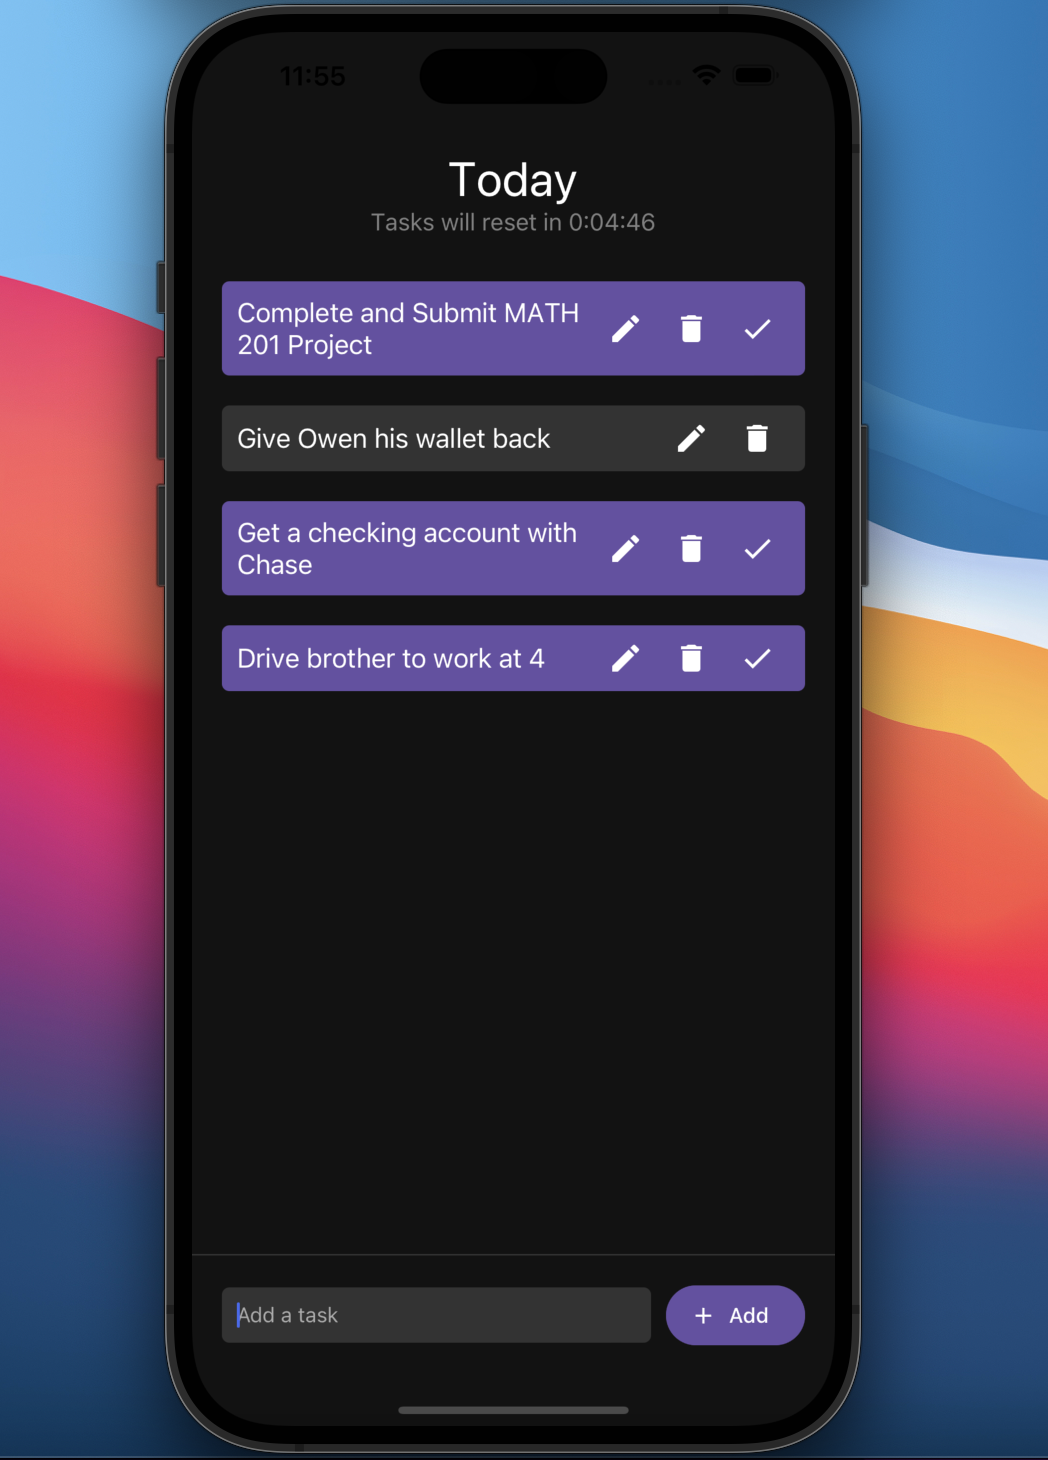 11:55
Today
Tasks will reset in 0:04:46
Complete and Submit MATH
201 Project
Give Owen his wallet back
Get a checking account with
Chase
Drive brother to work at 4
Add a task
+ Add